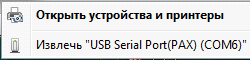 Открыть устройства и принтеры
Извлечь "USB Serial Port(PAX) (COM6)"